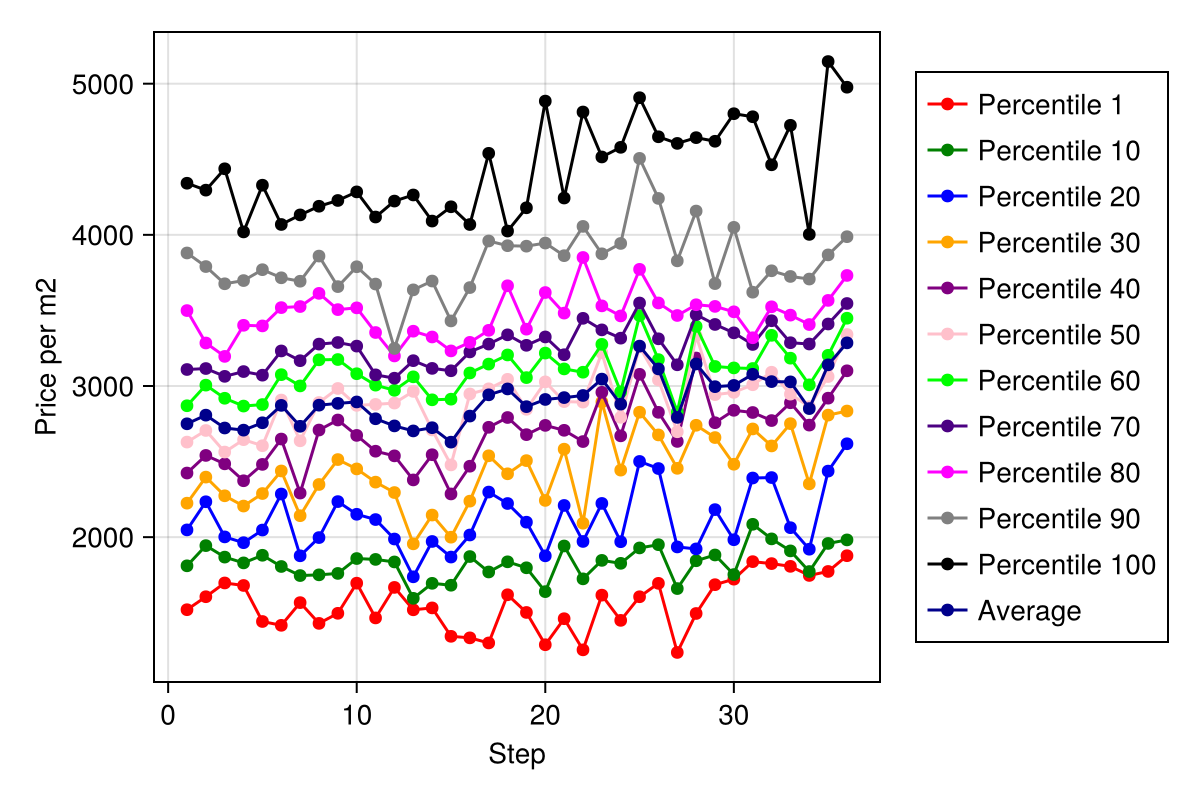 5000
4000
3000
2000
Price per m2
0
10
20
30
Step
Percentile 1
Percentile 10
Percentile 20
Percentile 30
Percentile 40
Percentile 50
Percentile 60
Percentile 70
Percentile 80
Percentile 90
Percentile 100
Average